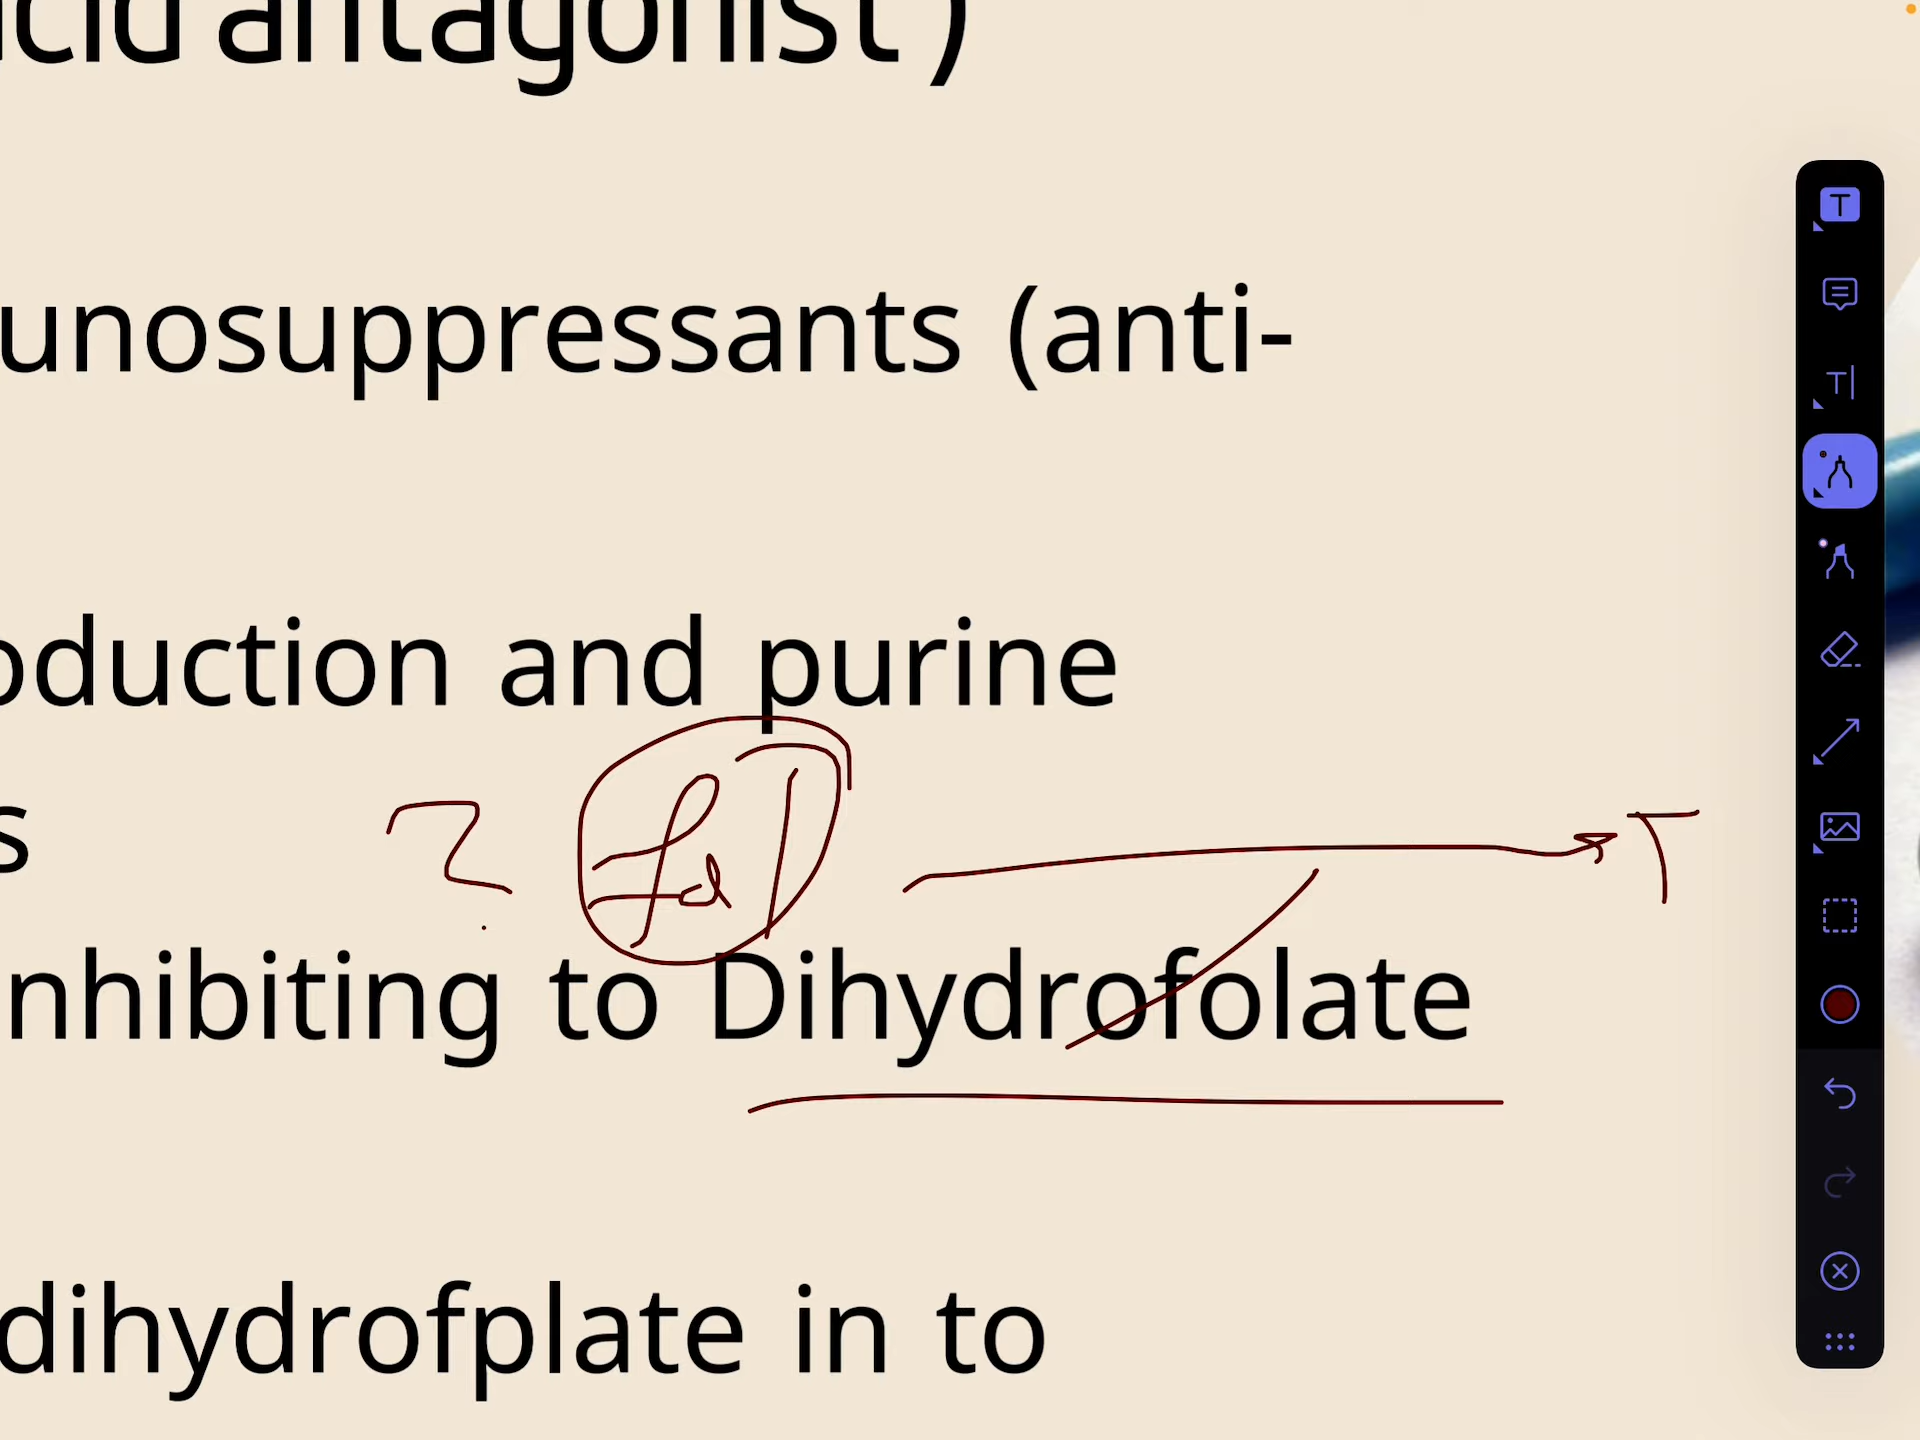 cid antagonist )
unosuppressants (anti-
oduction and purine
s
nhibiting to Dihydrofolate
dihydrofplate in to